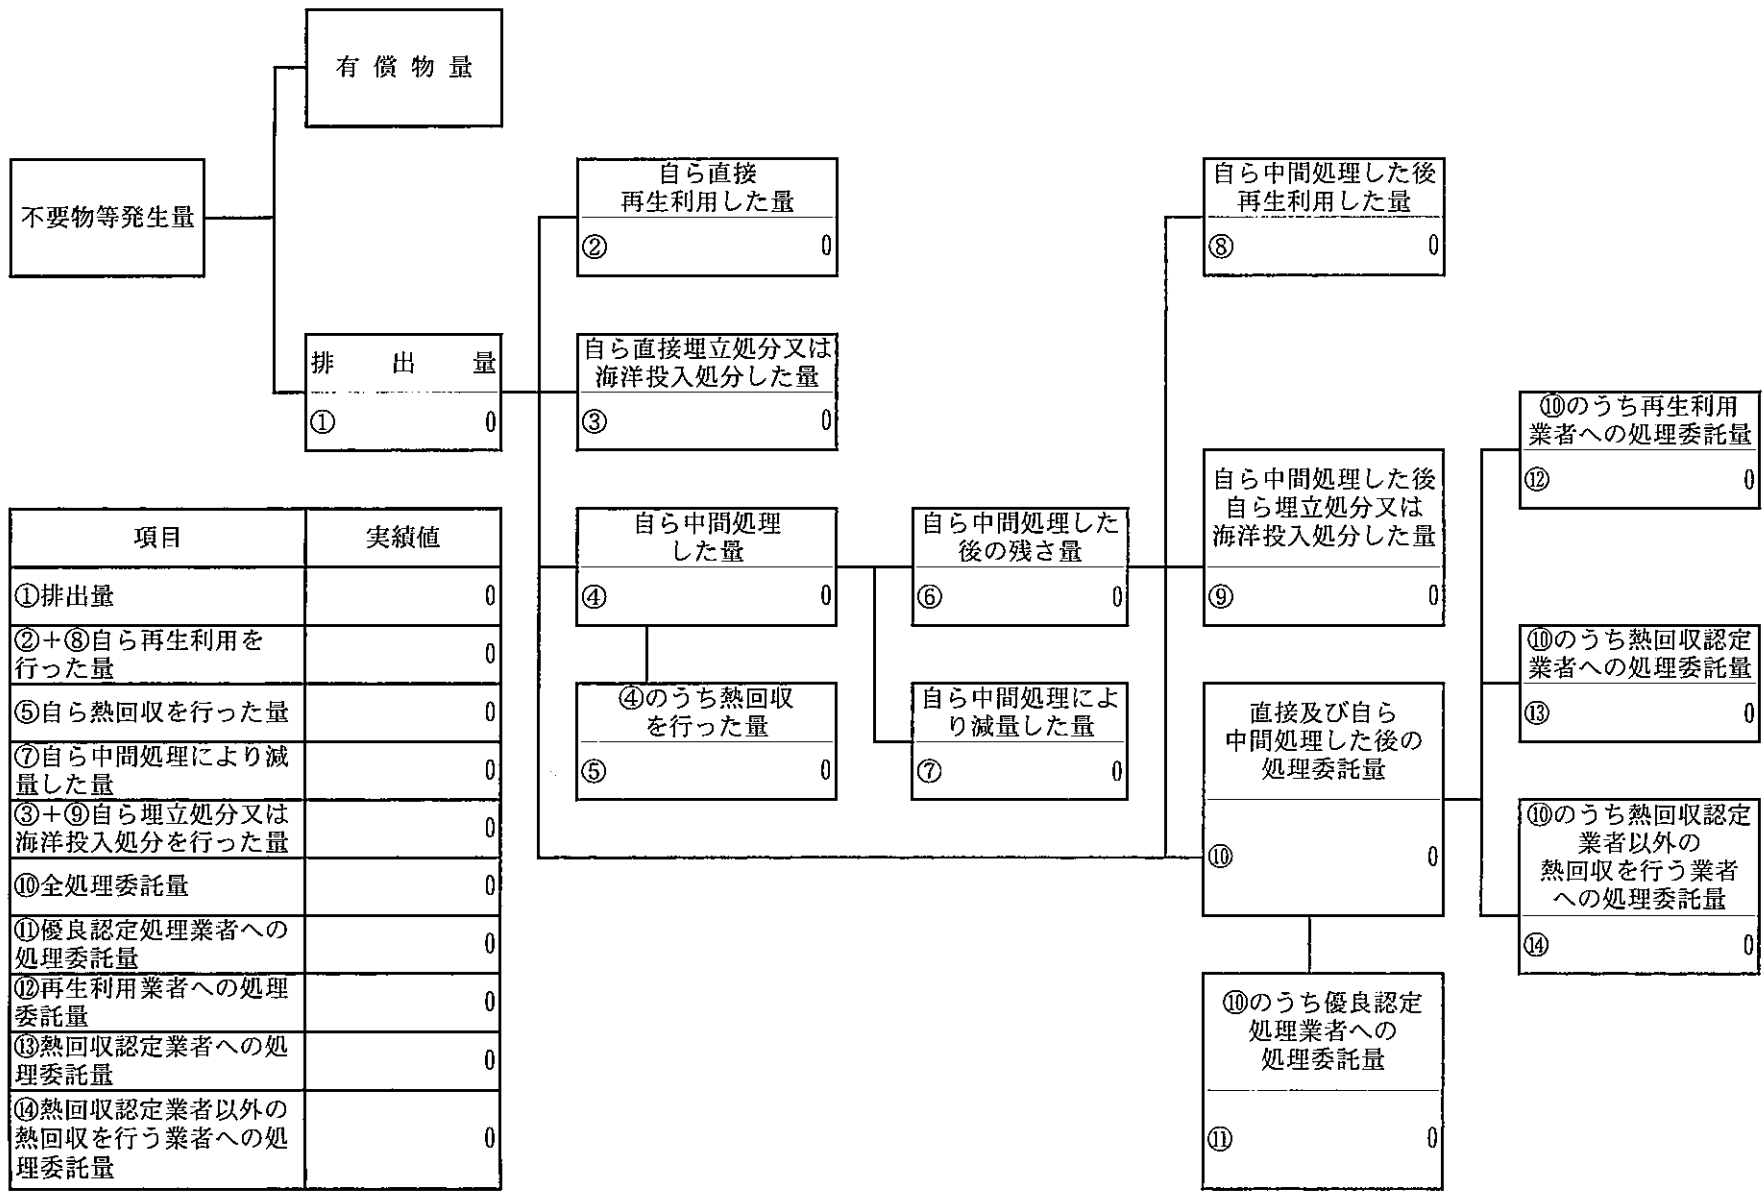 有償物量
不要物等発生量
排出量
① 0
自ら直接
再生利用した量
② 0
自ら直接埋立処分又は
海洋投入処分した量
③ 0
自ら中間処理
した量
④ 0
④のうち熱回収
を行った量
⑤ 0
自ら中間処理した
後の残さ量
⑥ 0
自ら中間処理によ
り減量した量
⑦ 0
自ら中間処理した後
再生利用した量
⑧ 0
自ら中間処理した後
自ら埋立処分又は
海洋投入処分した量
⑨ 0
直接及び自ら
中間処理した後の
処理委託量
⑩ 0
⑩のうち優良認定
処理業者への
処理委託量
⑪ 0
⑩のうち再生利用
業者への処理委託量
⑫ 0
⑩のうち熱回収認定
業者への処理委託量
⑬ 0
⑩のうち熱回収認定
業者以外の
熱回収を行う業者
への処理委託量
⑭ 0
項目 実績値
①排出量 0
②+⑧自ら再生利用を
行った量 0
⑤自ら熱回収を行った量 0
⑦自ら中間処理により減
量した量 0
③+⑨自ら埋立処分又は
海洋投入処分を行った量 0
⑩全処理委託量 0
⑪優良認定処理業者への
処理委託量 0
⑫再生利用業者への処理
委託量 0
⑬熱回収認定業者への処
理委託量 0
⑭熱回収認定業者以外の
熱回収を行う業者への処
理委託量 0